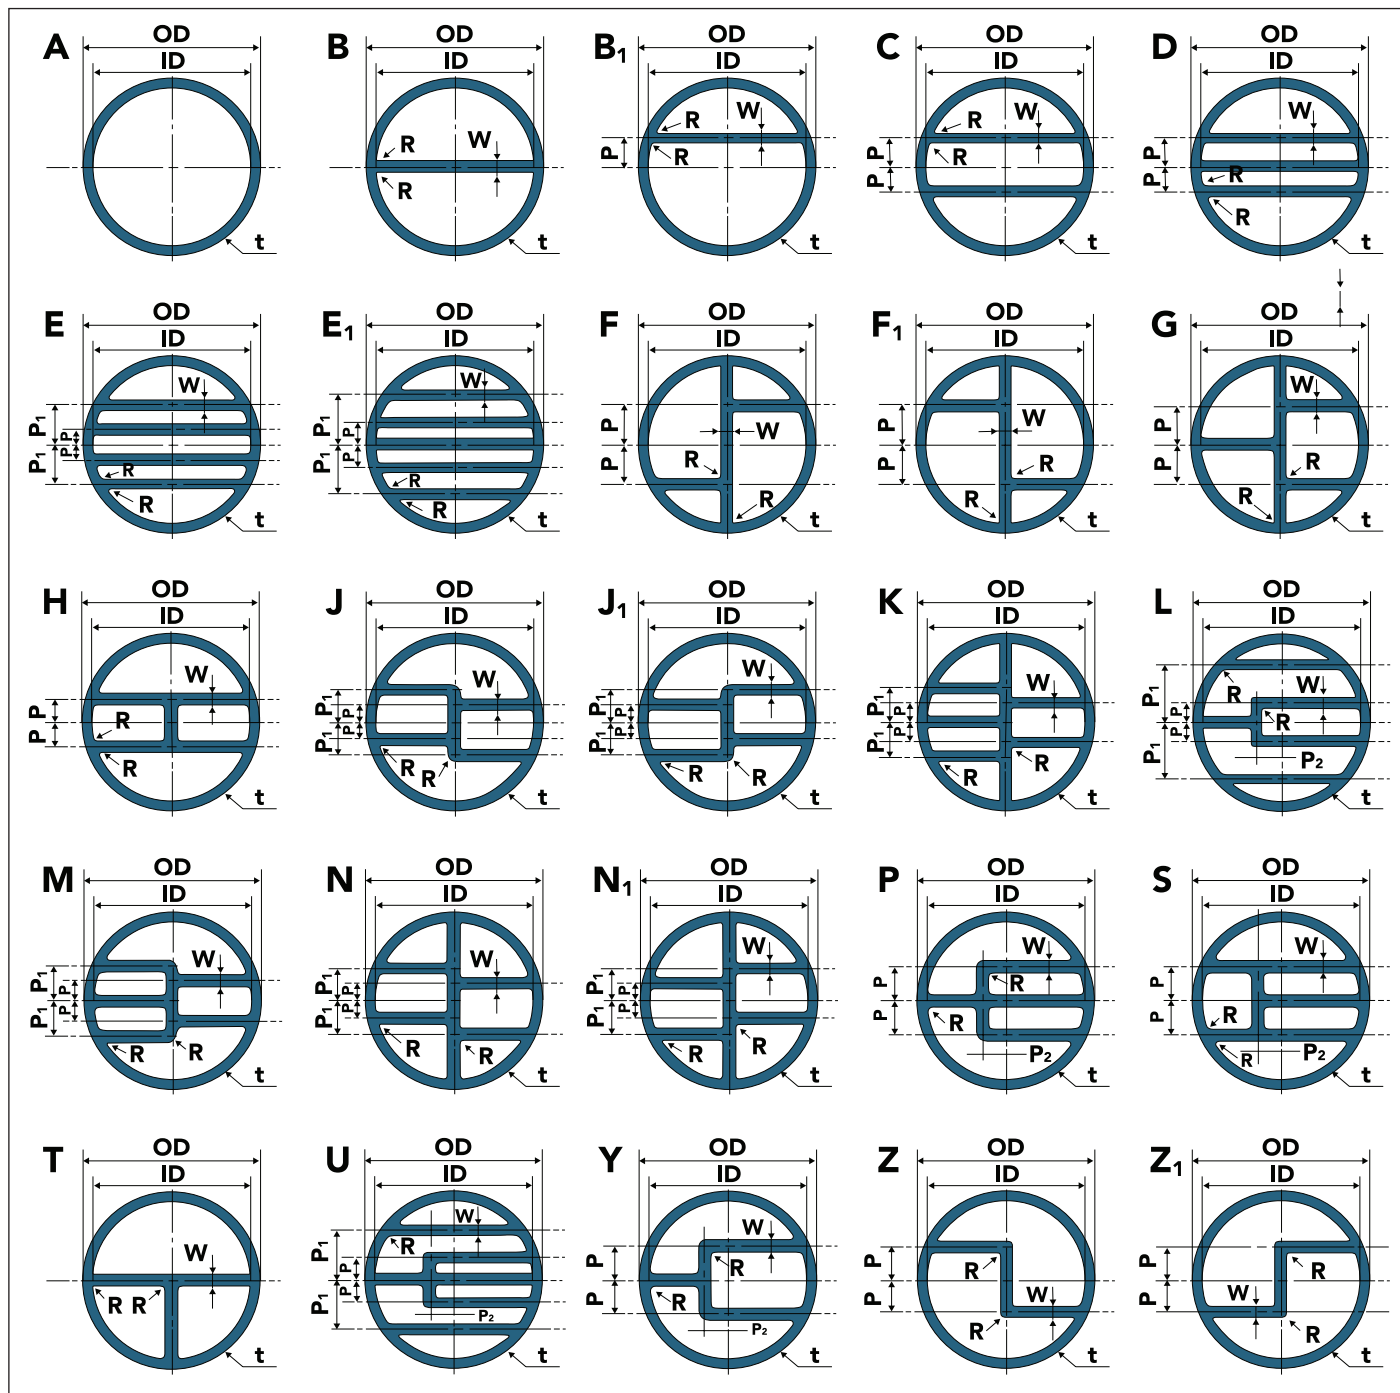 A OD ID t
B OD ID R W R t
B₁ OD ID R W R P t
C OD ID R W R P P t
D OD ID W P P R R t
E OD ID W P₁ P P P₁ R R t
E₁ OD ID W P₁ P P P₁ R R t
F OD ID P P W R R t
F₁ OD ID P P W R R t
G OD ID W P P R R t
H OD ID W P P R R t
J OD ID W P₁ P P P₁ R R t
J₁ OD ID W P₁ P P P₁ R R t
K OD ID W P₁ P P P₁ R R t
L OD ID P₁ R W P P R P₁ P₂ t
M OD ID W P₁ P P P₁ R R t
N OD ID W P₁ P P P₁ R R t
N₁ OD ID W P₁ P P P₁ R R t
P OD ID W P R P R P₂ t
S OD ID W P P R R P₂ t
T OD ID W R R t
U OD ID W P₁ R P P P₁ P₂ t
Y OD ID W P R P R P₂ t
Z OD ID P R P W R t
Z₁ OD ID P R P W R t